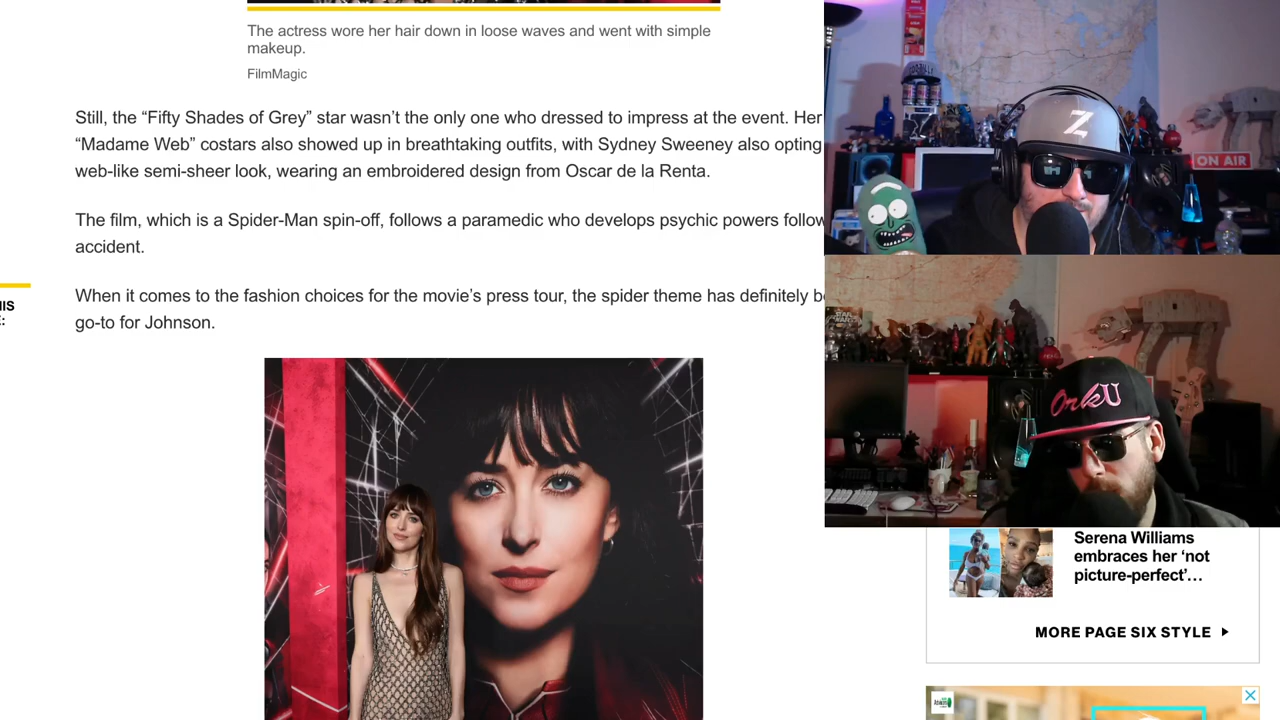 The actress wore her hair down in loose waves and went with simple
makeup.
FilmMagic
Still, the “Fifty Shades of Grey” star wasn’t the only one who dressed to impress at the event. Her
“Madame Web” costars also showed up in breathtaking outfits, with Sydney Sweeney also opting
web-like semi-sheer look, wearing an embroidered design from Oscar de la Renta.
The film, which is a Spider-Man spin-off, follows a paramedic who develops psychic powers follow
accident.
When it comes to the fashion choices for the movie’s press tour, the spider theme has definitely b
go-to for Johnson.
Z
ON AIR
STAR WARS
OrkU
Serena Williams
embraces her ‘not
picture-perfect’…
MORE PAGE SIX STYLE